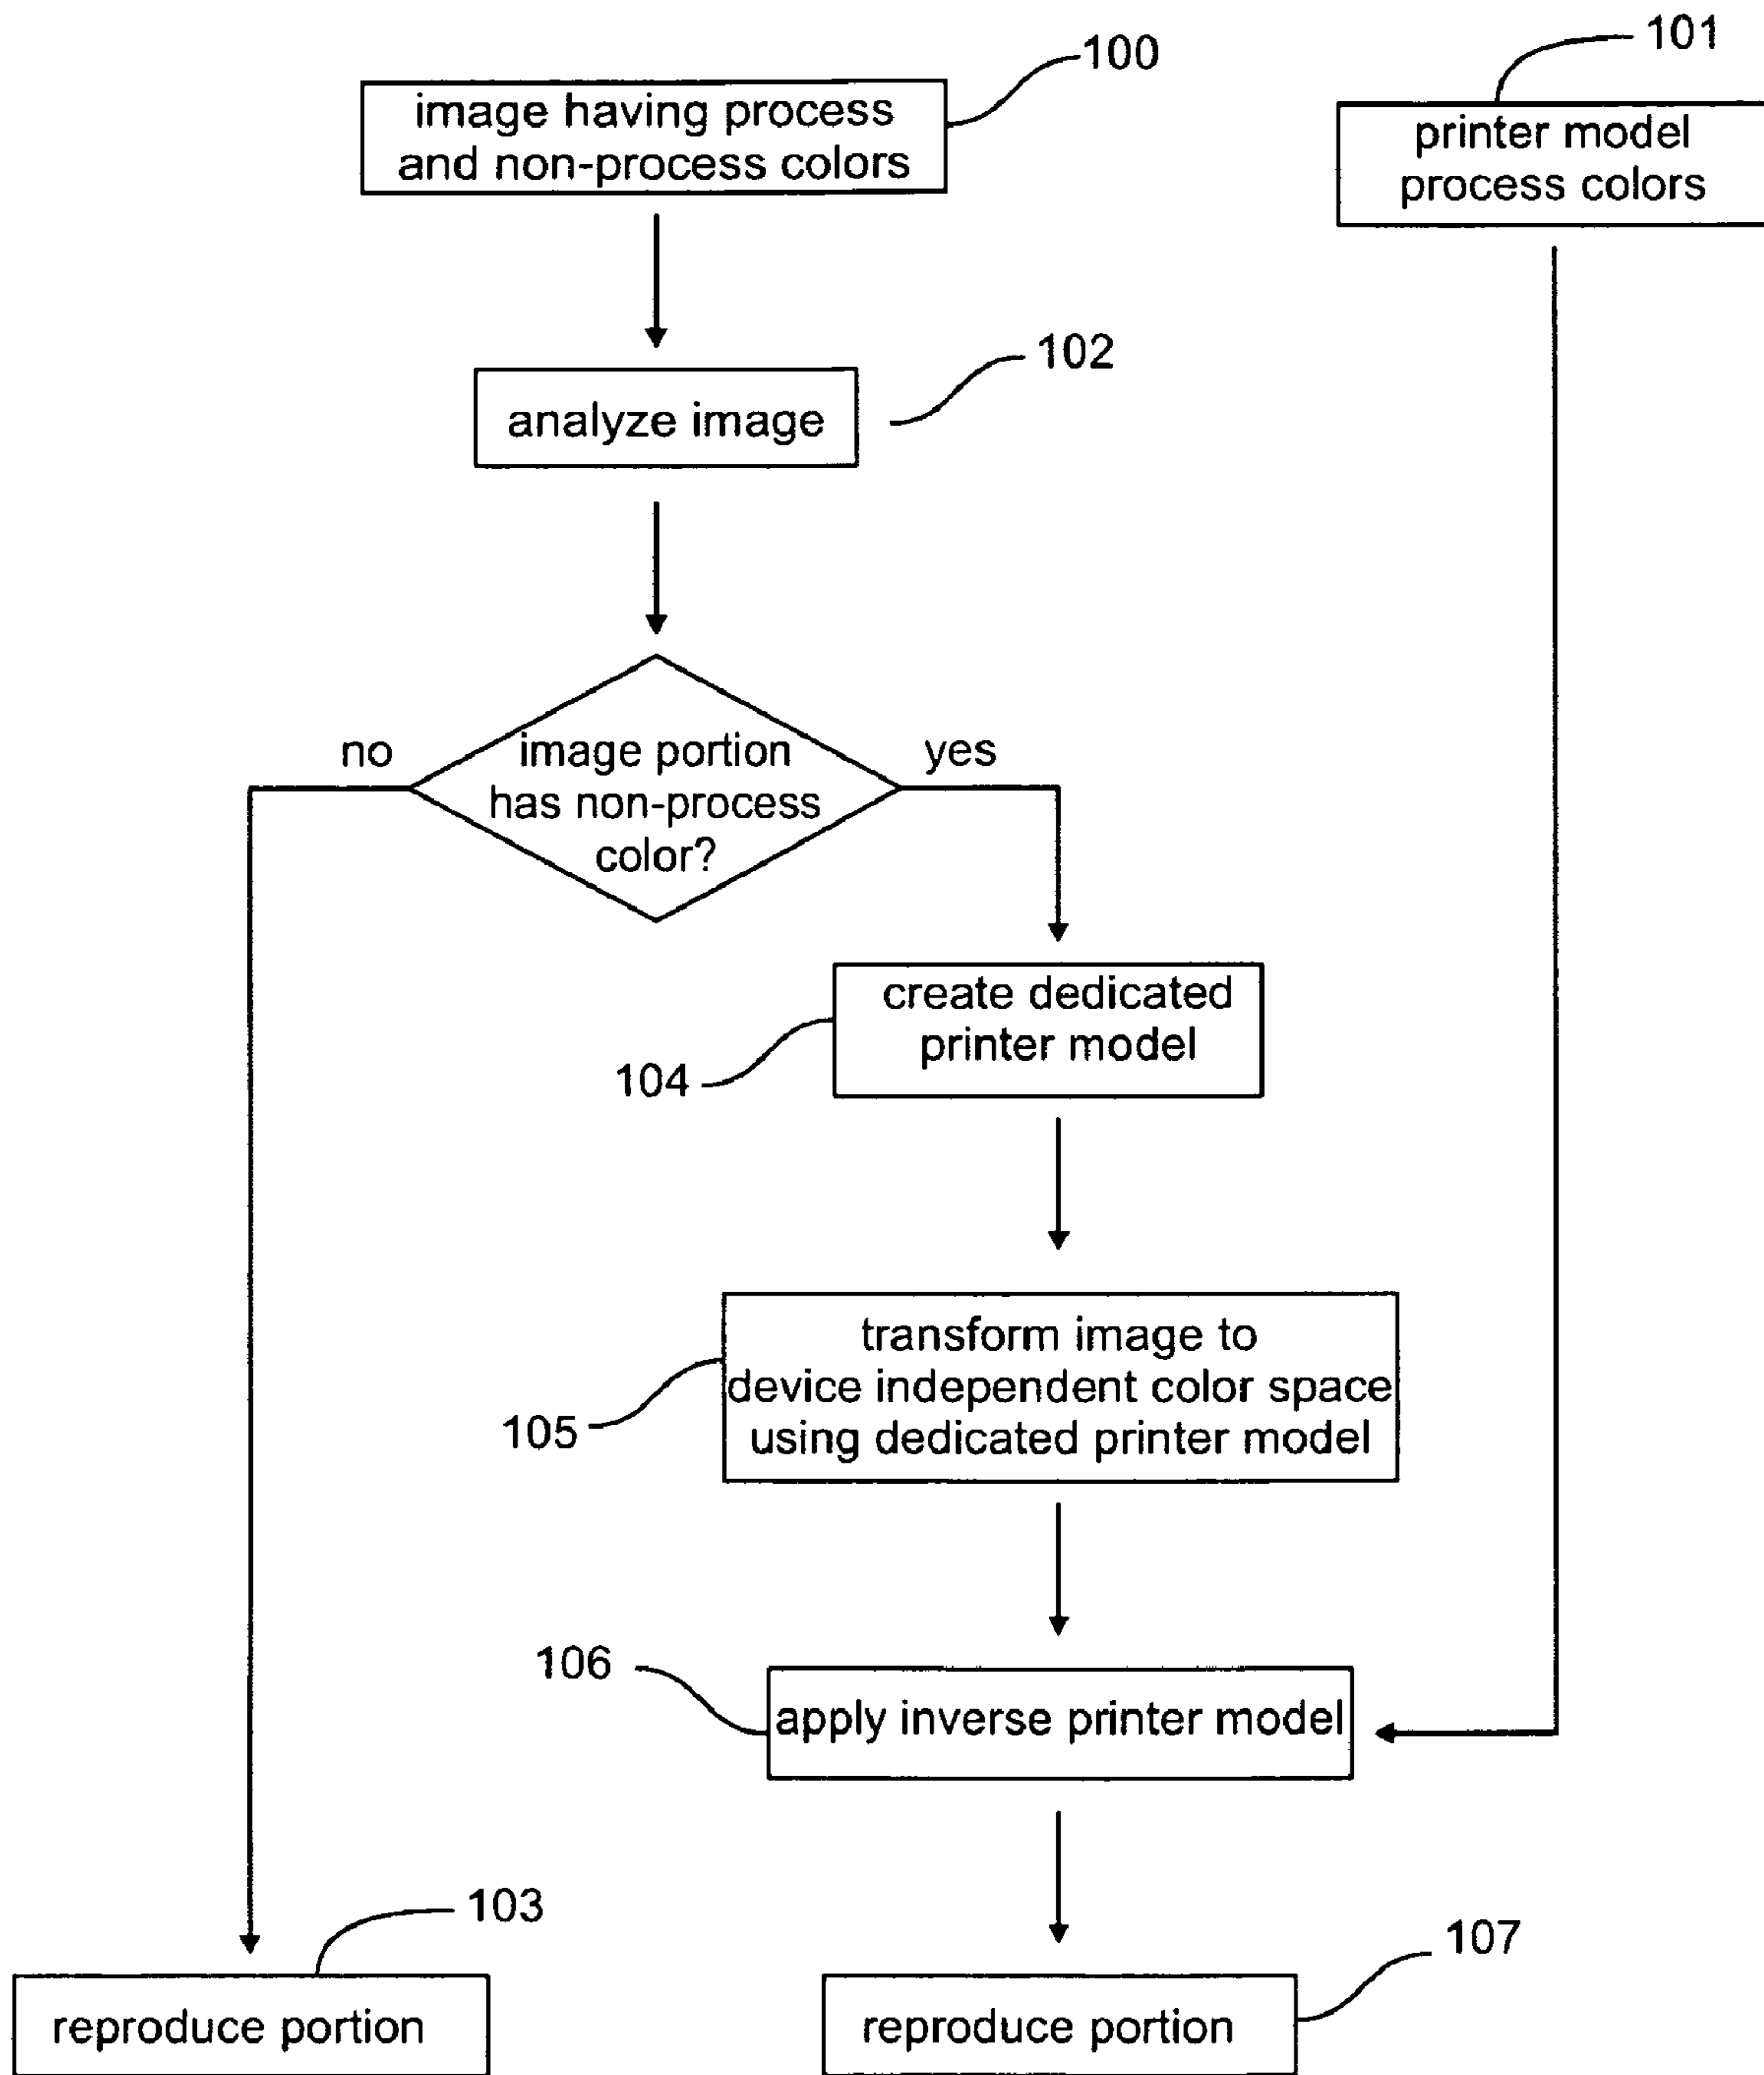 100
101
image having process
and non-process colors
printer model
process colors
102
analyze image
no
yes
image portion
has non-process
color?
create dedicated
printer model
104
transform image to
device independent color space
using dedicated printer model
105
106
apply inverse printer model
103
107
reproduce portion
reproduce portion